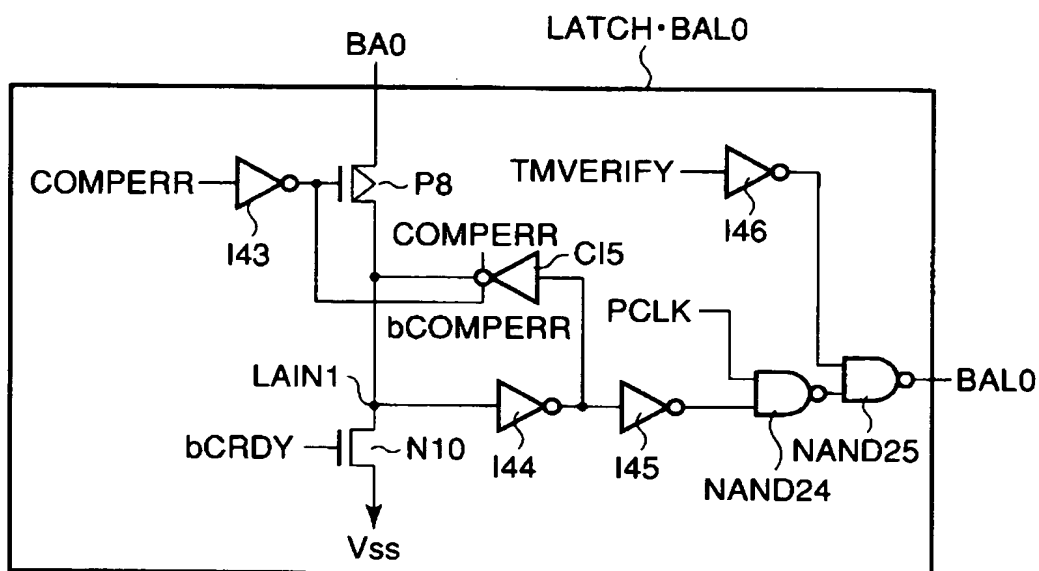 LATCH·BAL0
BA0
COMPERR
P8
TMVERIFY
I43
I46
COMPERR
CI5
bCOMPERR
PCLK
LAIN1
BAL0
bCRDY
N10
I44
I45
NAND25
NAND24
Vss